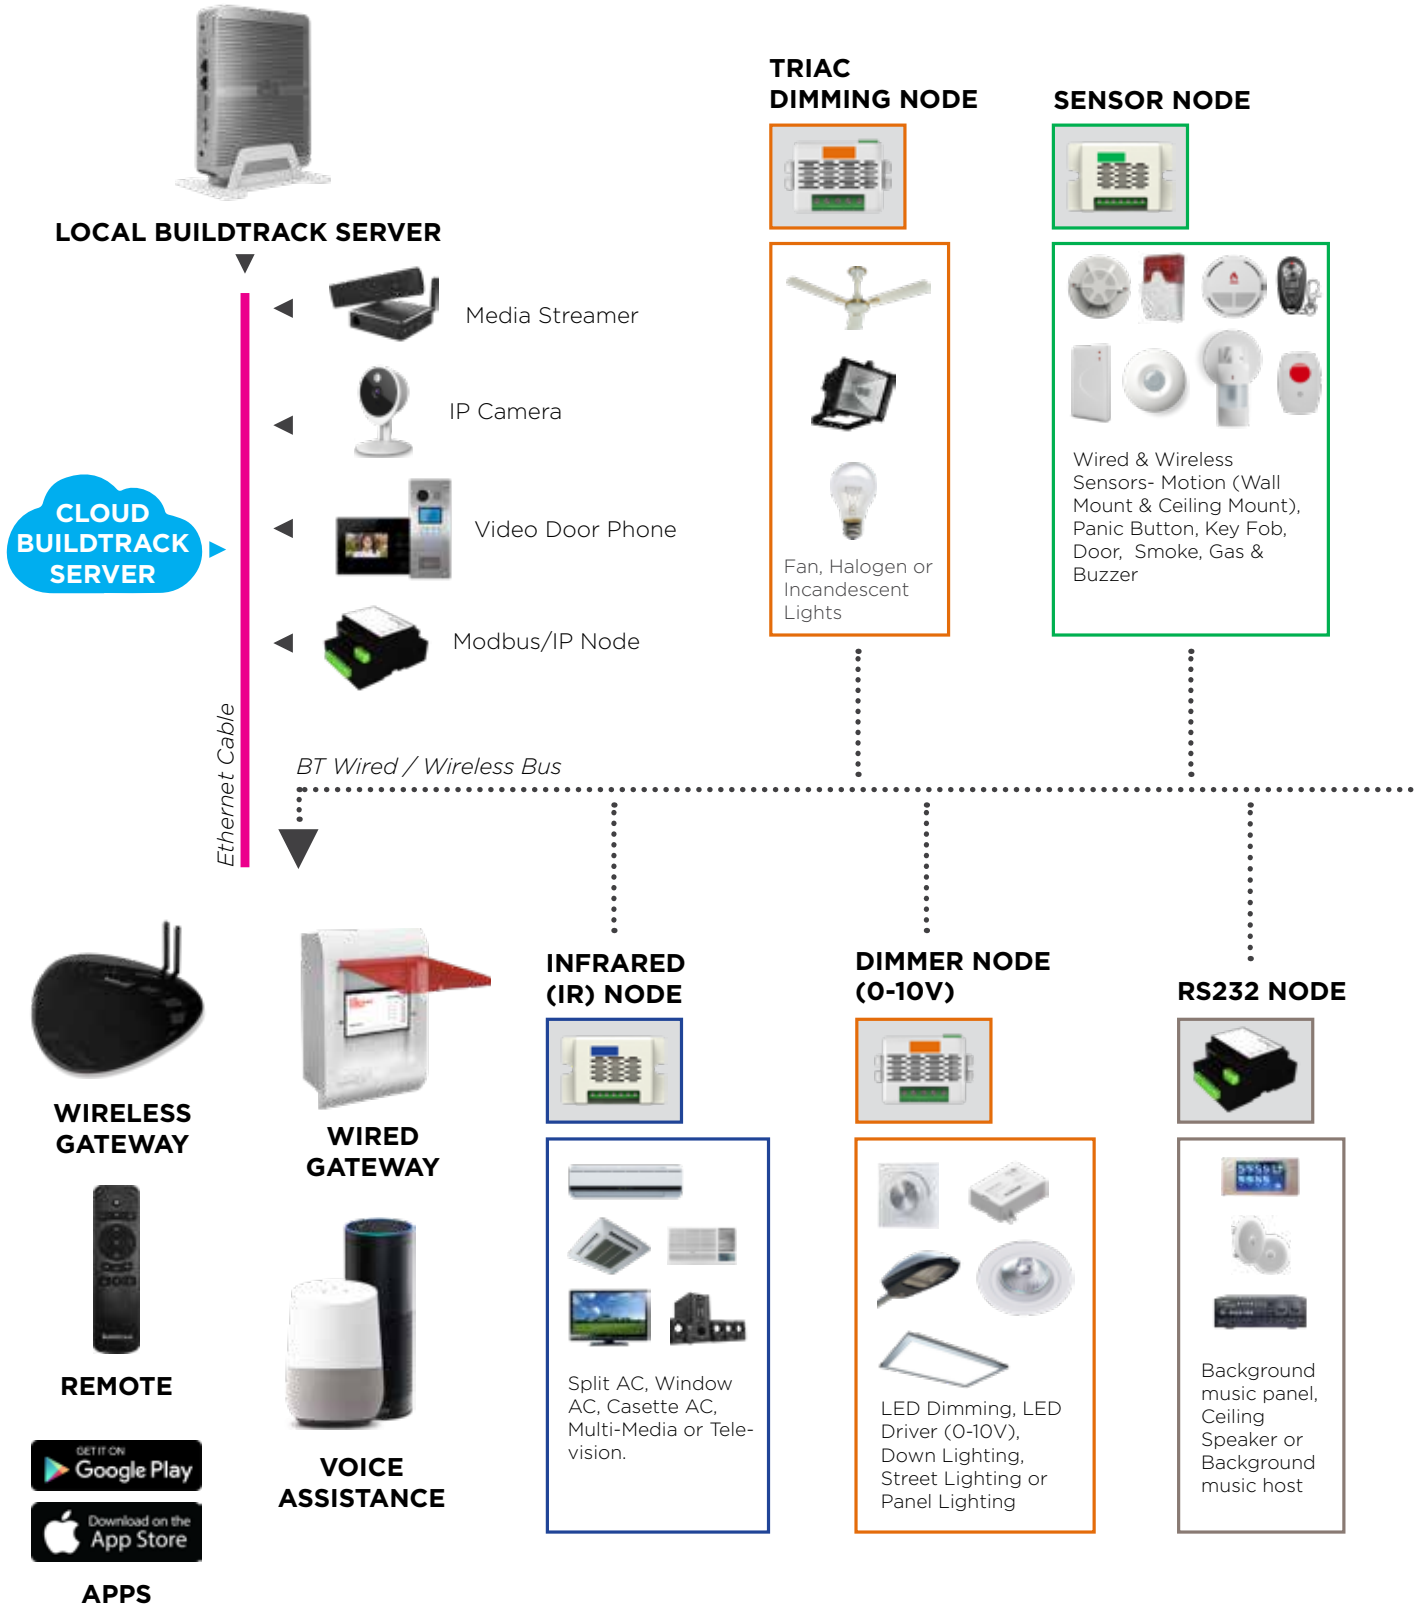 LOCAL BUILDTRACK SERVER
Media Streamer
IP Camera
CLOUD
BUILDTRACK
SERVER
Video Door Phone
Modbus/IP Node
Ethernet Cable
BT Wired / Wireless Bus
TRIAC
DIMMING NODE
Fan, Halogen or
Incandescent
Lights
SENSOR NODE
Wired & Wireless
Sensors- Motion (Wall
Mount & Ceiling Mount),
Panic Button, Key Fob,
Door, Smoke, Gas &
Buzzer
WIRELESS
GATEWAY
WIRED
GATEWAY
REMOTE
VOICE
ASSISTANCE
GET IT ON
Google Play
Download on the
App Store
APPS
INFRARED
(IR) NODE
Split AC, Window
AC, Casette AC,
Multi-Media or Tele-
vision.
DIMMER NODE
(0-10V)
LED Dimming, LED
Driver (0-10V),
Down Lighting,
Street Lighting or
Panel Lighting
RS232 NODE
Background
music panel,
Ceiling
Speaker or
Background
music host